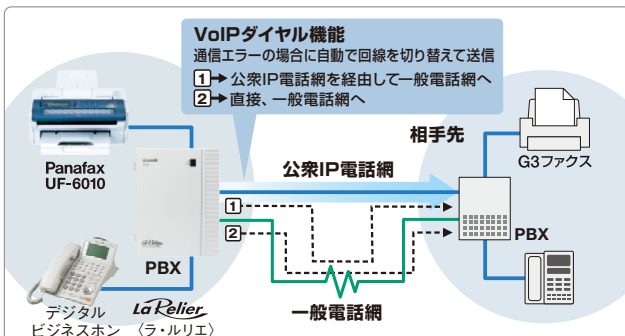 VoIPダイヤル機能
通信エラーの場合に自動で回線を切り替えて送信
1→公衆IP電話網を経由して一般電話網へ
2→直接、一般電話網へ
Panafax
UF-6010
相手先
G3ファックス
公衆IP電話網
1
2
La Relier
PBX
PBX
デジタル
ビジネスホン
La Relier
〈ラ・ルリエ〉
一般電話網